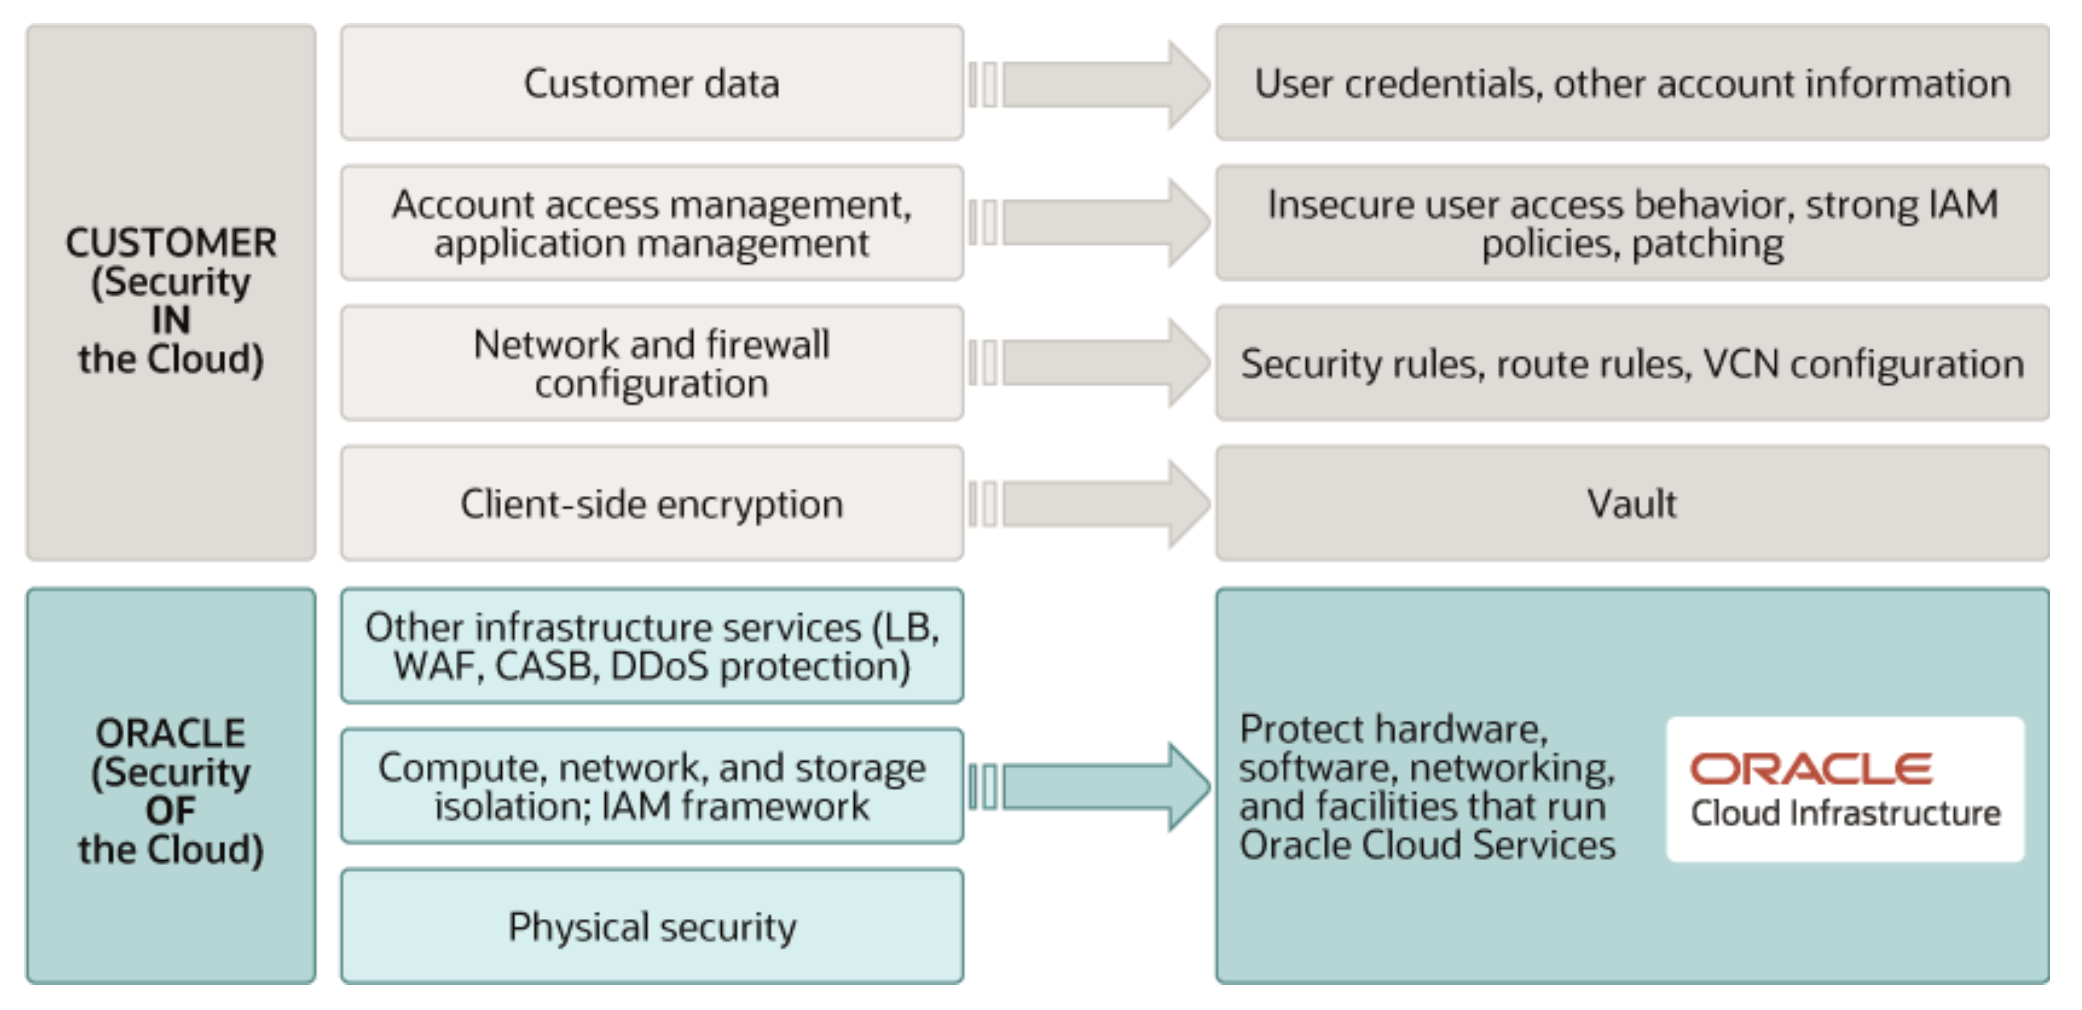 CUSTOMER
(Security
IN
the Cloud)
Customer data
User credentials, other account information
Account access management,
application management
Insecure user access behavior, strong IAM
policies, patching
Network and firewall
configuration
Security rules, route rules, VCN configuration
Client-side encryption
Vault
ORACLE
(Security
OF
the Cloud)
Other infrastructure services (LB,
WAF, CASB, DDoS protection)
Compute, network, and storage
isolation; IAM framework
Physical security
Protect hardware,
software, networking,
and facilities that run
Oracle Cloud Services
ORACLE
Cloud Infrastructure